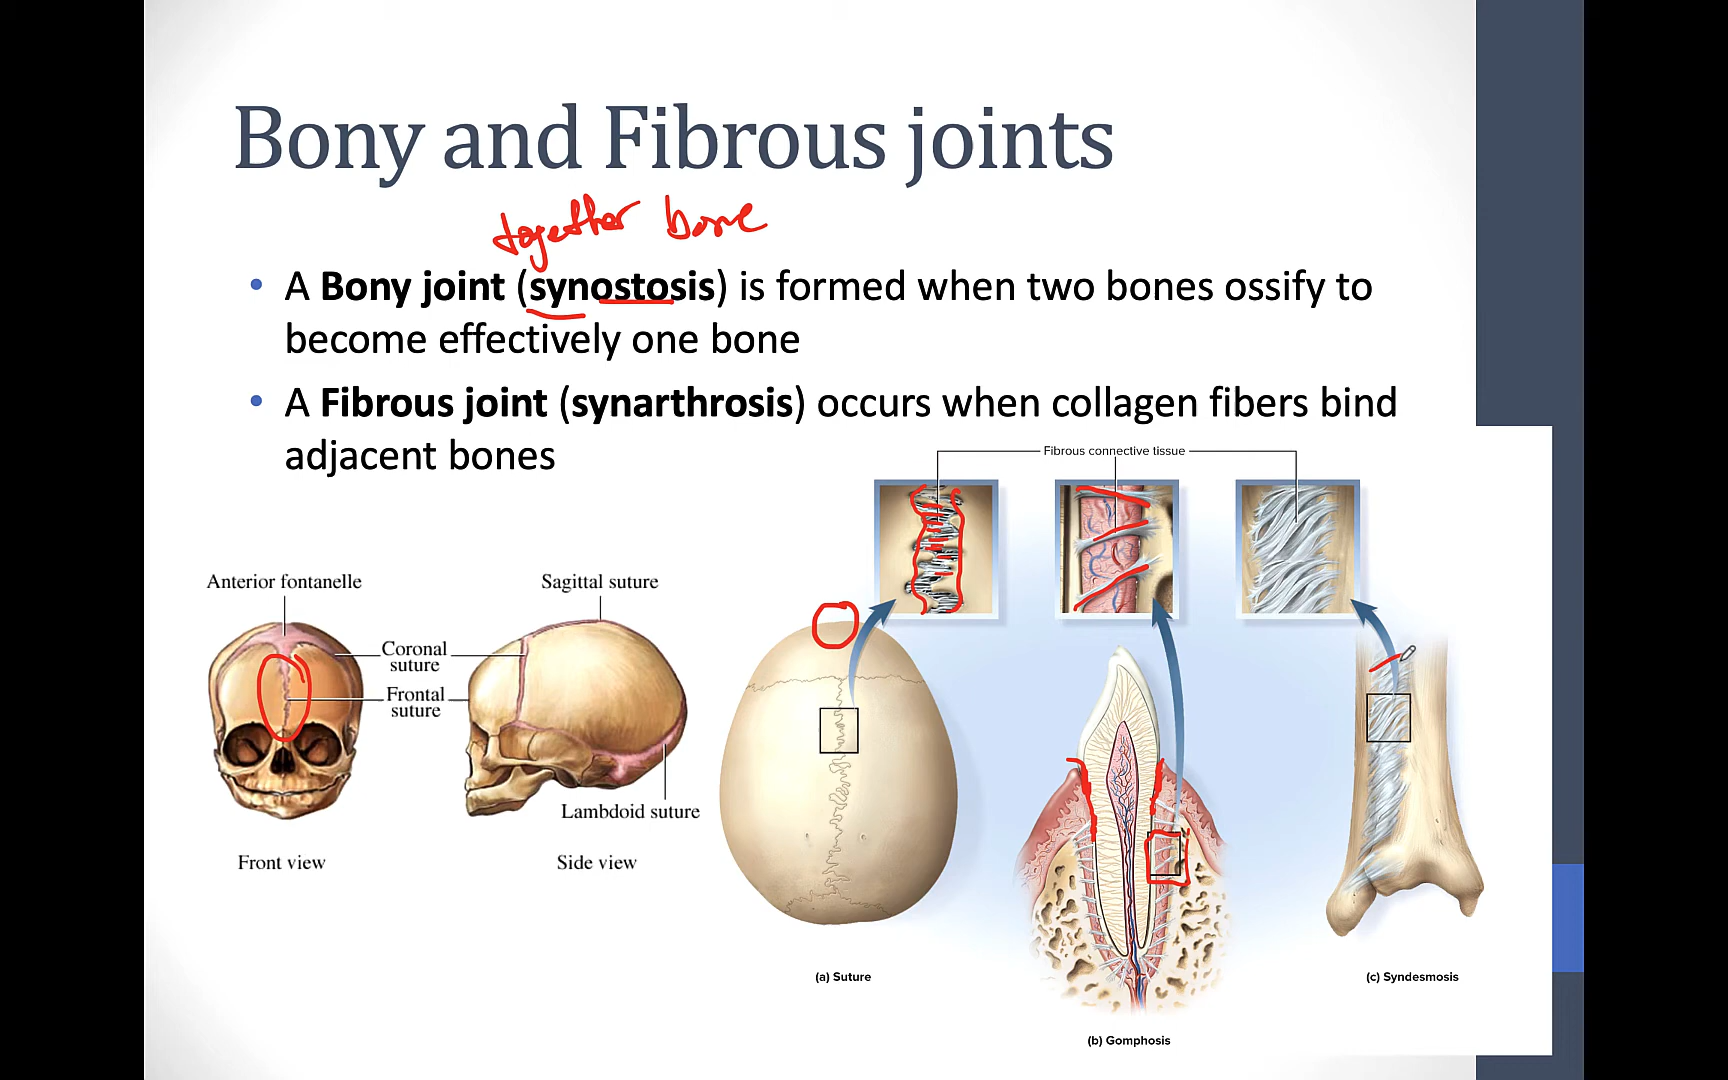 Bony and Fibrous joints
together bone
• A Bony joint (synostosis) is formed when two bones ossify to
become effectively one bone
• A Fibrous joint (synarthrosis) occurs when collagen fibers bind
adjacent bones
Fibrous connective tissue
Anterior fontanelle
Sagittal suture
Coronal
suture
Frontal
suture
Lambdoid suture
Front view
Side view
(a) Suture
(b) Gomphosis
(c) Syndesmosis